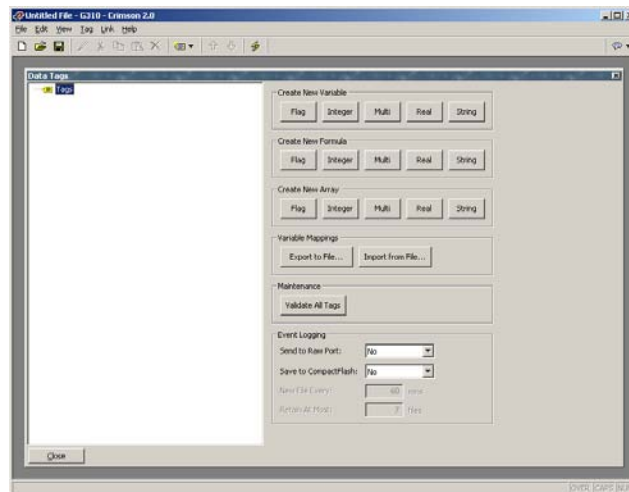 Untitled File - G310 - Crimson 2.0
File Edit View Tag Link Help
Data Tags
Tags
Create New Variable
Flag Integer Multi Real String
Create New Formula
Flag Integer Multi Real String
Create New Array
Flag Integer Multi Real String
Variable Mappings
Export to File... Import from File...
Maintenance
Validate All Tags
Event Logging
Send to Raw Port: No
Save to CompactFlash: No
New File Every: 60 mins
Retain At Most: 7 files
Close
OVER CAPS NUM